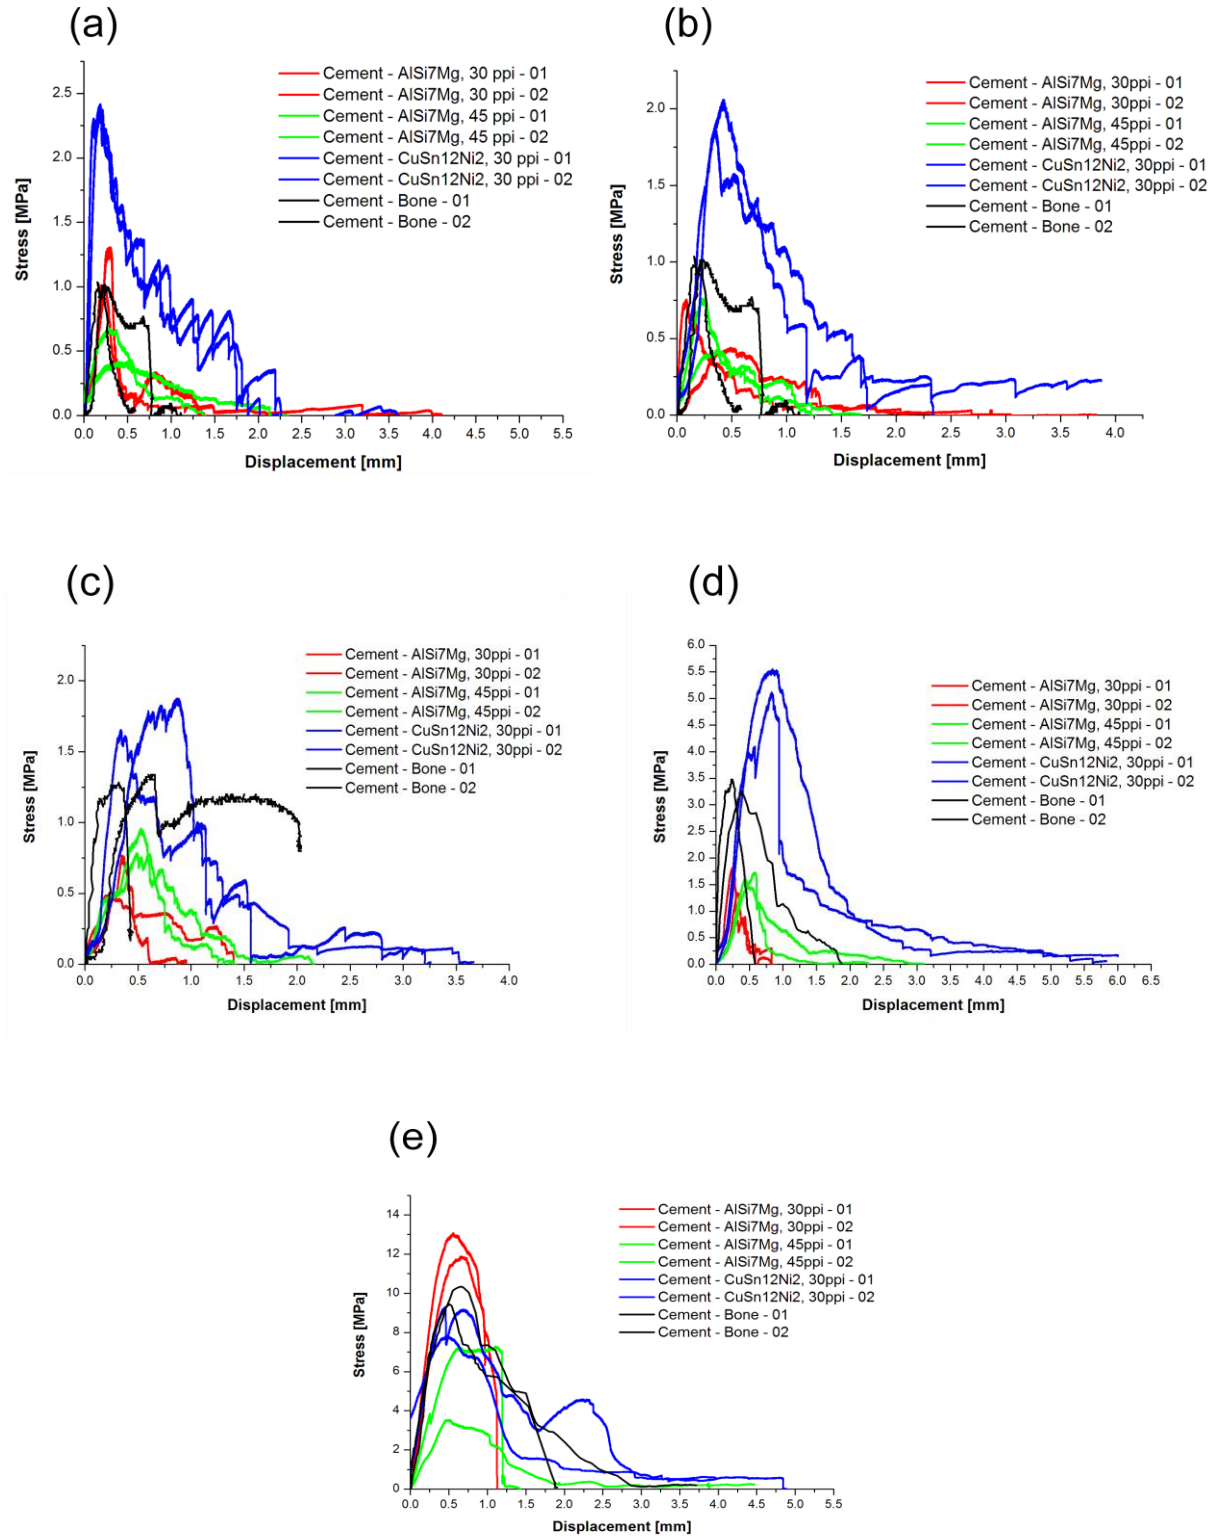 (a)
Cement - AlSi7Mg, 30 ppi - 01
Cement - AlSi7Mg, 30 ppi - 02
Cement - AlSi7Mg, 45 ppi - 01
Cement - AlSi7Mg, 45 ppi - 02
Cement - CuSn12Ni2, 30 ppi - 01
Cement - CuSn12Ni2, 30 ppi - 02
Cement - Bone - 01
Cement - Bone - 02
Stress [MPa]
2.5
2.0
1.5
1.0
0.5
0.0
0.0 0.5 1.0 1.5 2.0 2.5 3.0 3.5 4.0 4.5 5.0 5.5
Displacement [mm]
(b)
Cement - AlSi7Mg, 30ppi - 01
Cement - AlSi7Mg, 30ppi - 02
Cement - AlSi7Mg, 45ppi - 01
Cement - AlSi7Mg, 45ppi - 02
Cement - CuSn12Ni2, 30ppi - 01
Cement - CuSn12Ni2, 30ppi - 02
Cement - Bone - 01
Cement - Bone - 02
Stress [MPa]
2.0
1.5
1.0
0.5
0.0
0.0 0.5 1.0 1.5 2.0 2.5 3.0 3.5 4.0
Displacement [mm]
(c)
Cement - AlSi7Mg, 30ppi - 01
Cement - AlSi7Mg, 30ppi - 02
Cement - AlSi7Mg, 45ppi - 01
Cement - AlSi7Mg, 45ppi - 02
Cement - CuSn12Ni2, 30ppi - 01
Cement - CuSn12Ni2, 30ppi - 02
Cement - Bone - 01
Cement - Bone - 02
Stress [MPa]
2.0
1.5
1.0
0.5
0.0
0.0 0.5 1.0 1.5 2.0 2.5 3.0 3.5 4.0
Displacement [mm]
(d)
Cement - AlSi7Mg, 30ppi - 01
Cement - AlSi7Mg, 30ppi - 02
Cement - AlSi7Mg, 45ppi - 01
Cement - AlSi7Mg, 45ppi - 02
Cement - CuSn12Ni2, 30ppi - 01
Cement - CuSn12Ni2, 30ppi - 02
Cement - Bone - 01
Cement - Bone - 02
Stress [MPa]
6.0
5.5
5.0
4.5
4.0
3.5
3.0
2.5
2.0
1.5
1.0
0.5
0.0
0.0 0.5 1.0 1.5 2.0 2.5 3.0 3.5 4.0 4.5 5.0 5.5 6.0 6.5
Displacement [mm]
(e)
Cement - AlSi7Mg, 30ppi - 01
Cement - AlSi7Mg, 30ppi - 02
Cement - AlSi7Mg, 45ppi - 01
Cement - AlSi7Mg, 45ppi - 02
Cement - CuSn12Ni2, 30ppi - 01
Cement - CuSn12Ni2, 30ppi - 02
Cement - Bone - 01
Cement - Bone - 02
Stress [MPa]
14
12
10
8
6
4
2
0
0.0 0.5 1.0 1.5 2.0 2.5 3.0 3.5 4.0 4.5 5.0 5.5
Displacement [mm]